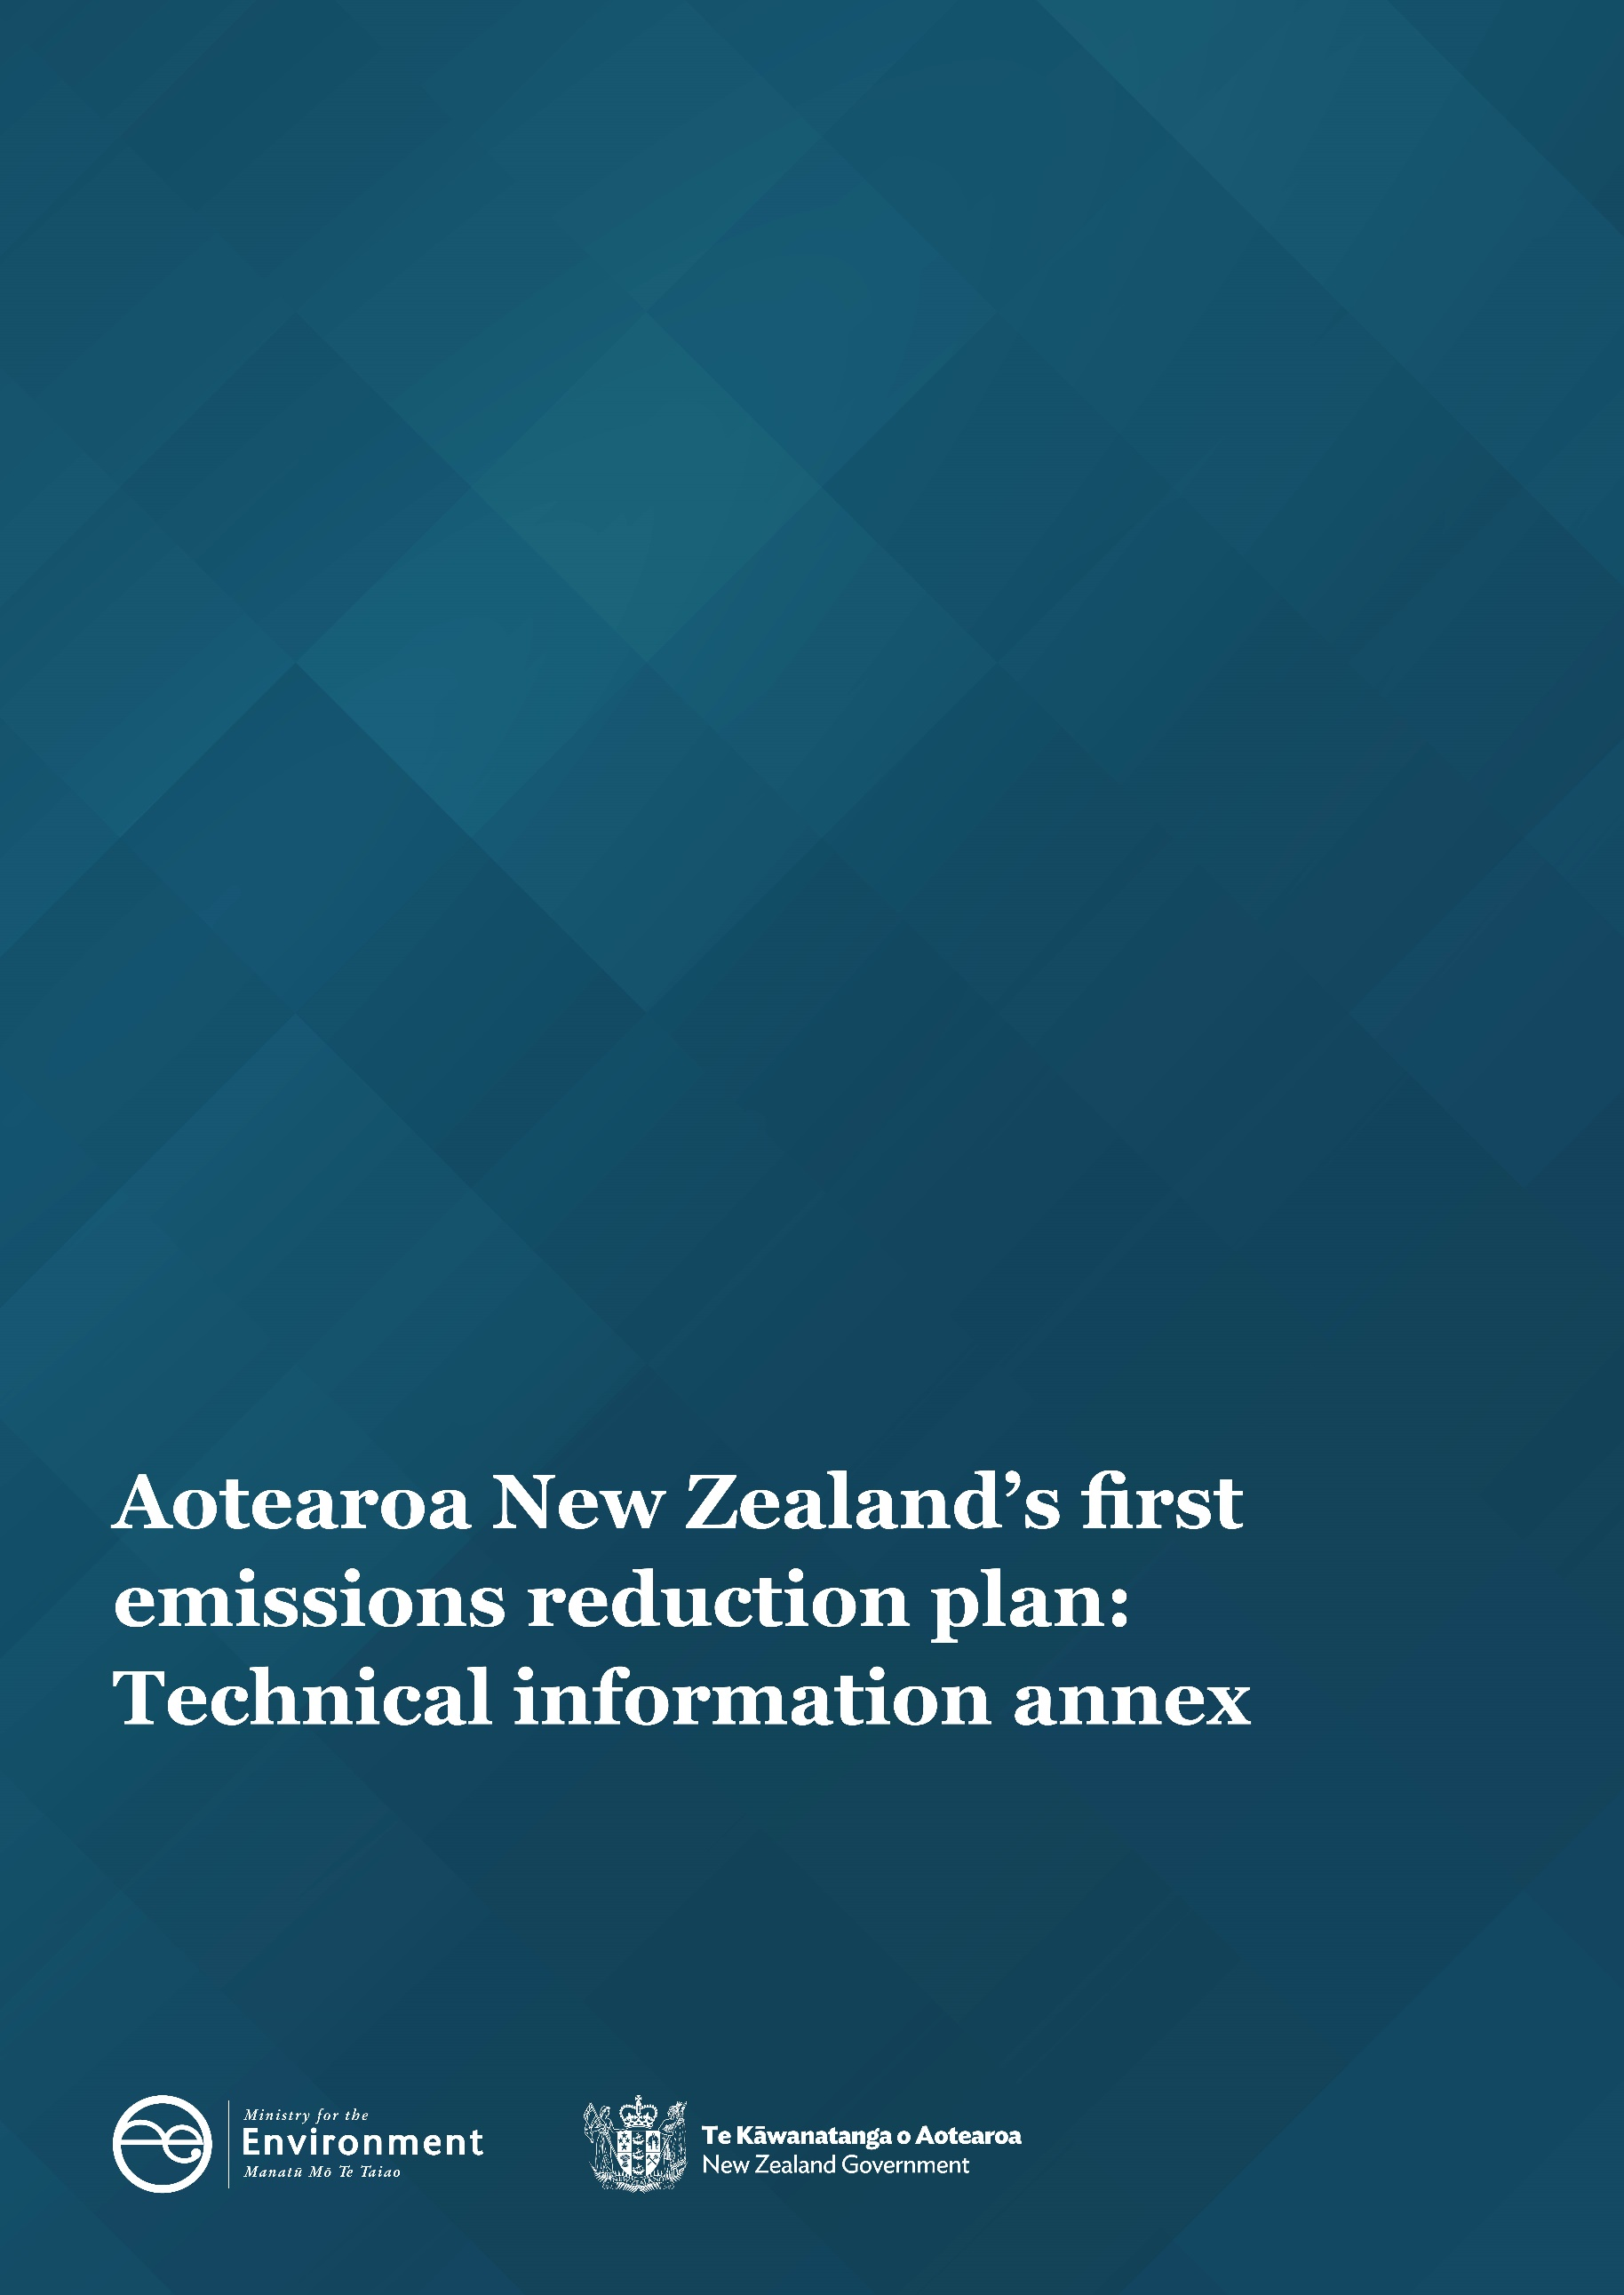 Aotearoa New Zealand’s first
emissions reduction plan:
Technical information annex
Ministry for the
Environment
Manatū Mō Te Taiao
Te Kāwanatanga o Aotearoa
New Zealand Government